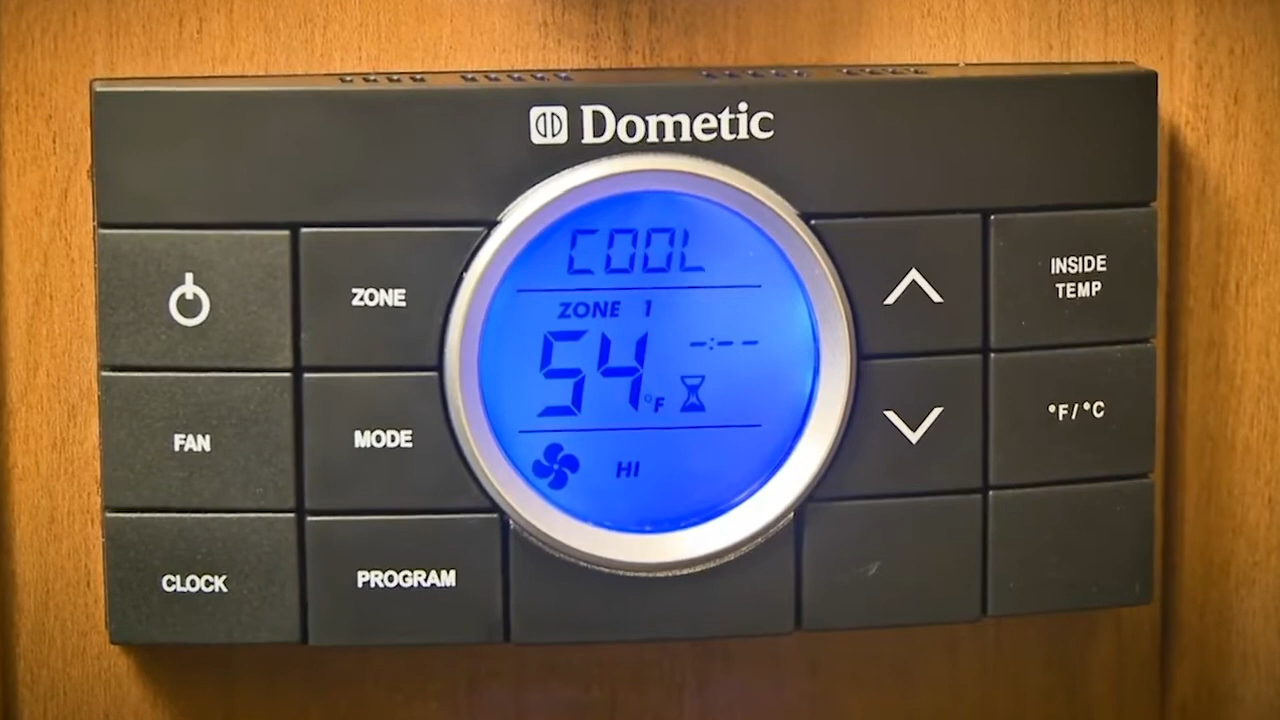 Dometic
COOL
ZONE 1
54°F -:--
HI
ZONE
FAN
MODE
CLOCK
PROGRAM
INSIDE
TEMP
°F/°C